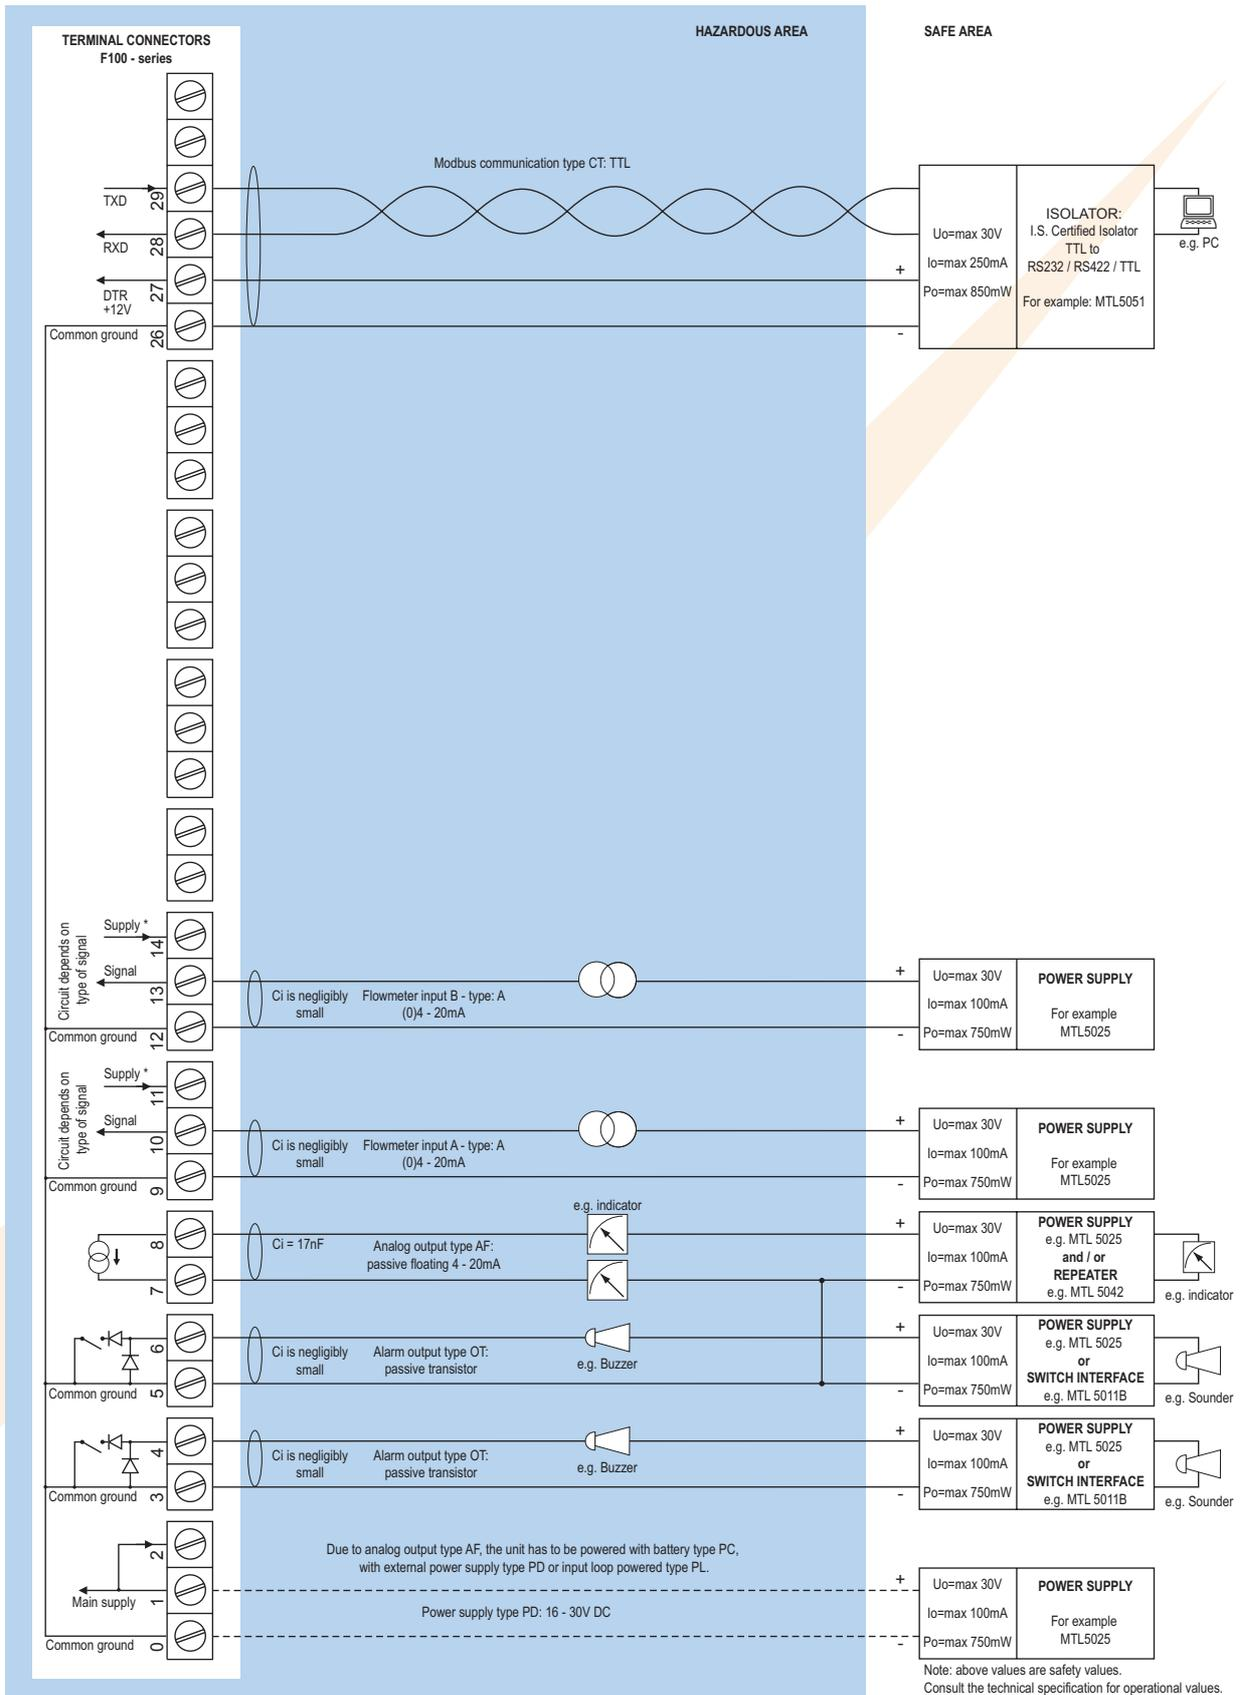 HAZARDOUS AREA
SAFE AREA
TERMINAL CONNECTORS
F100 - series
Modbus communication type CT: TTL
TXD
29
RXD
28
DTR
+12V
27
Common ground
26
+
-
Uo=max 30V
Io=max 250mA
Po=max 850mW
ISOLATOR:
I.S. Certified Isolator
TTL to
RS232 / RS422 / TTL
For example: MTL5051
e.g. PC
Circuit depends on
type of signal
Supply *
14
Signal
13
Common ground
12
Ci is negligibly
small
Flowmeter input B - type: A
(0)4 - 20mA
+
-
Uo=max 30V
Io=max 100mA
Po=max 750mW
POWER SUPPLY
For example
MTL5025
Circuit depends on
type of signal
Supply *
11
Signal
10
Common ground
9
Ci is negligibly
small
Flowmeter input A - type: A
(0)4 - 20mA
+
-
Uo=max 30V
Io=max 100mA
Po=max 750mW
POWER SUPPLY
For example
MTL5025
8
7
Ci = 17nF
Analog output type AF:
passive floating 4 - 20mA
e.g. indicator
+
-
Uo=max 30V
Io=max 100mA
Po=max 750mW
POWER SUPPLY
e.g. MTL 5025
and / or
REPEATER
e.g. MTL 5042
e.g. indicator
6
Common ground
5
Ci is negligibly
small
Alarm output type OT:
passive transistor
e.g. Buzzer
+
-
Uo=max 30V
Io=max 100mA
Po=max 750mW
POWER SUPPLY
e.g. MTL 5025
or
SWITCH INTERFACE
e.g. MTL 5011B
e.g. Sounder
4
Common ground
3
Ci is negligibly
small
Alarm output type OT:
passive transistor
e.g. Buzzer
+
-
Uo=max 30V
Io=max 100mA
Po=max 750mW
POWER SUPPLY
e.g. MTL 5025
or
SWITCH INTERFACE
e.g. MTL 5011B
e.g. Sounder
2
Main supply
1
Common ground
0
Due to analog output type AF, the unit has to be powered with battery type PC,
with external power supply type PD or input loop powered type PL.
Power supply type PD: 16 - 30V DC
+
-
Uo=max 30V
Io=max 100mA
Po=max 750mW
POWER SUPPLY
For example
MTL5025
Note: above values are safety values.
Consult the technical specification for operational values.